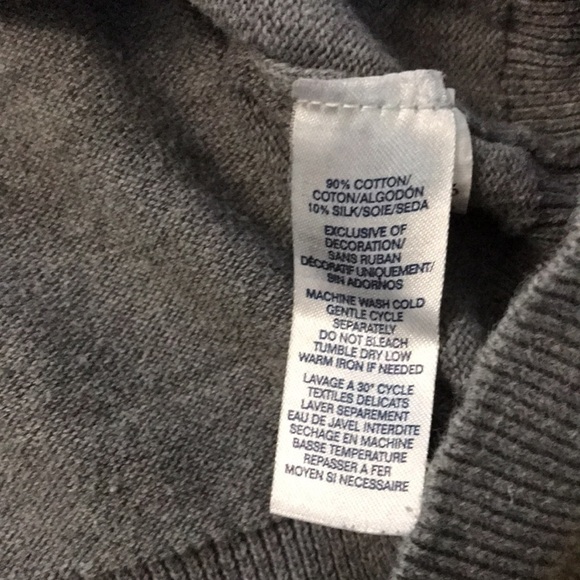 90% COTTON/
COTON/ALGODÓN
10% SILK/SOIE/SEDA
EXCLUSIVE OF
DECORATION/
SANS RUBAN
DÉCORATIF UNIQUEMENT/
SIN ADORNOS
MACHINE WASH COLD
GENTLE CYCLE
SEPARATELY
DO NOT BLEACH
TUMBLE DRY LOW
WARM IRON IF NEEDED
LAVAGE A 30° CYCLE
TEXTILES DELICATS
LAVER SEPAREMENT
EAU DE JAVEL INTERDITE
SECHAGE EN MACHINE
BASSE TEMPERATURE
REPASSER A FER
MOYEN SI NECESSAIRE